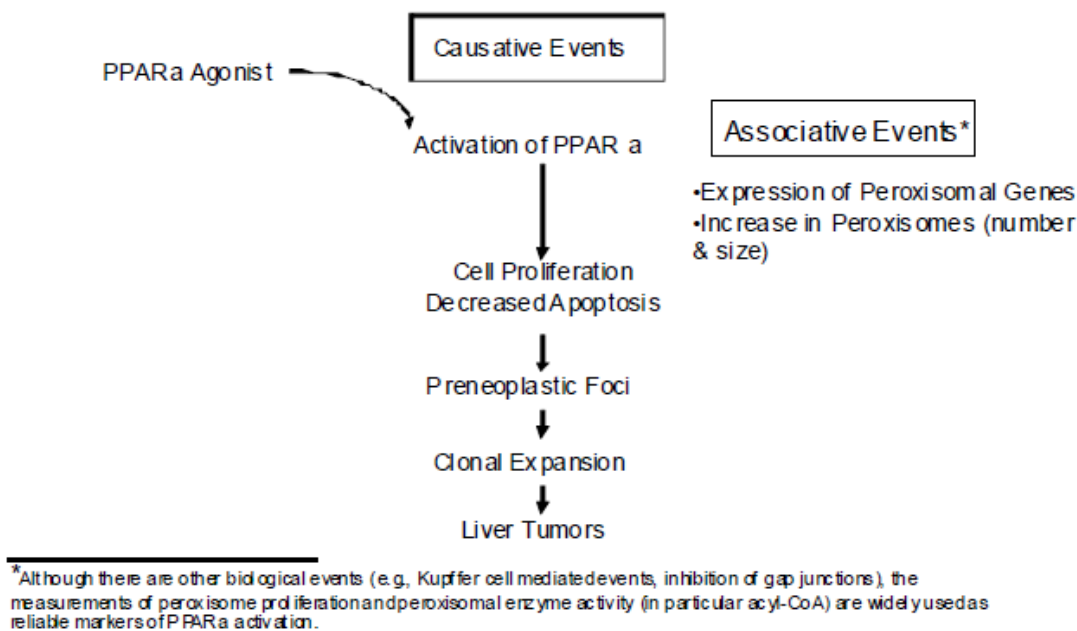 Causative Events
PPARa Agonist
Activation of PPAR a
Associative Events*
•Expression of Peroxisomal Genes
•Increase in Peroxisomes (number
& size)
Cell Proliferation
Decreased Apoptosis
Preneoplastic Foci
Clonal Expansion
Liver Tumors
*Although there are other biological events (e.g., Kupffer cell mediated events, inhibition of gap junctions), the
measurements of peroxisome proliferation and peroxisomal enzyme activity (in particular acyl-CoA) are widely used as
reliable markers of PPARa activation.